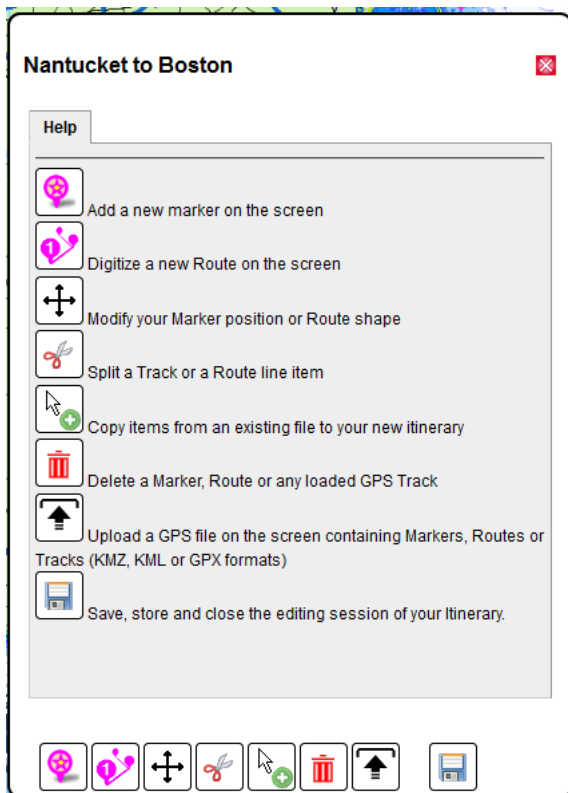 Nantucket to Boston
Help
Add a new marker on the screen
Digitize a new Route on the screen
Modify your Marker position or Route shape
Split a Track or a Route line item
Copy items from an existing file to your new itinerary
Delete a Marker, Route or any loaded GPS Track
Upload a GPS file on the screen containing Markers, Routes or
Tracks (KMZ, KML or GPX formats)
Save, store and close the editing session of your Itinerary.